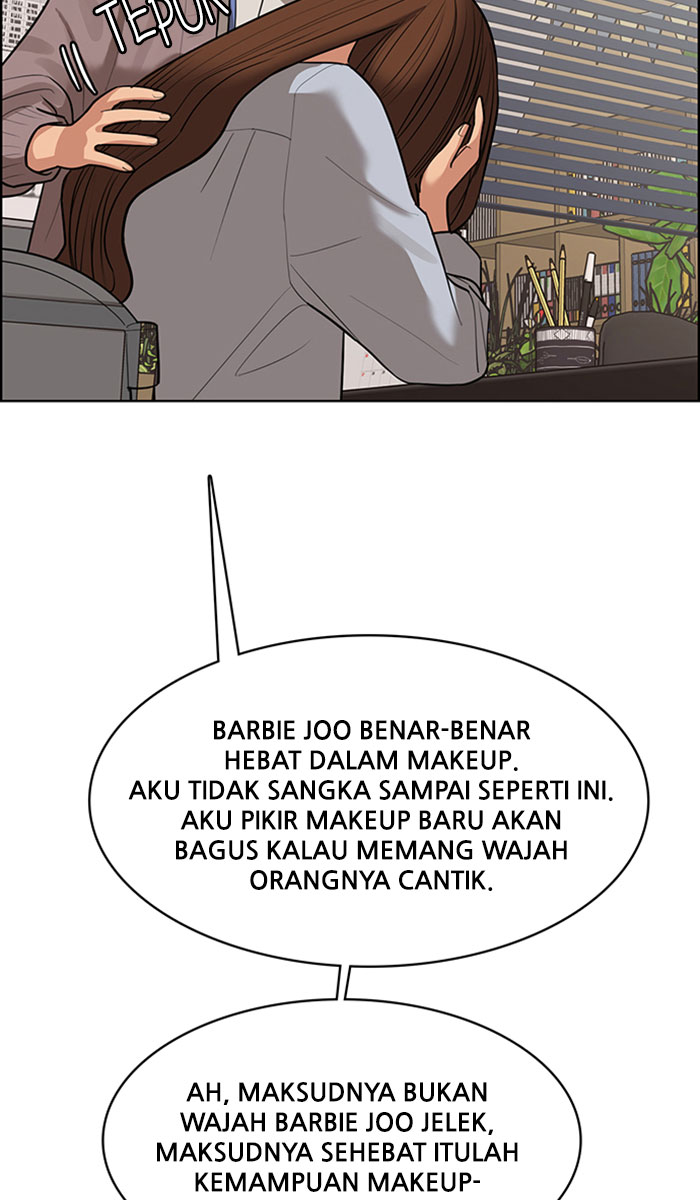 TEPUK
BARBIE JOO BENAR-BENAR
HEBAT DALAM MAKEUP.
AKU TIDAK SANGKA SAMPAI SEPERTI INI.
AKU PIKIR MAKEUP BARU AKAN
BAGUS KALAU MEMANG WAJAH
ORANGNYA CANTIK.
AH, MAKSUDNYA BUKAN
WAJAH BARBIE JOO JELEK,
MAKSUDNYA SEHEBAT ITULAH
KEMAMPUAN MAKEUP-